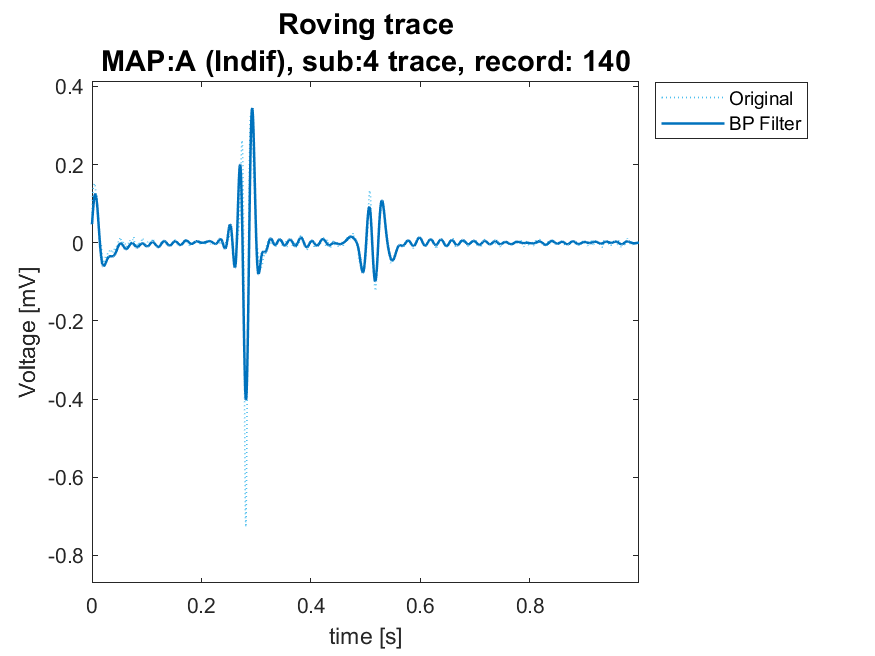 Roving trace
MAP:A (Indif), sub:4 trace, record: 140
Original
BP Filter
0.4
0.2
0
-0.2
-0.4
-0.6
-0.8
Voltage [mV]
0
0.2
0.4
0.6
0.8
time [s]